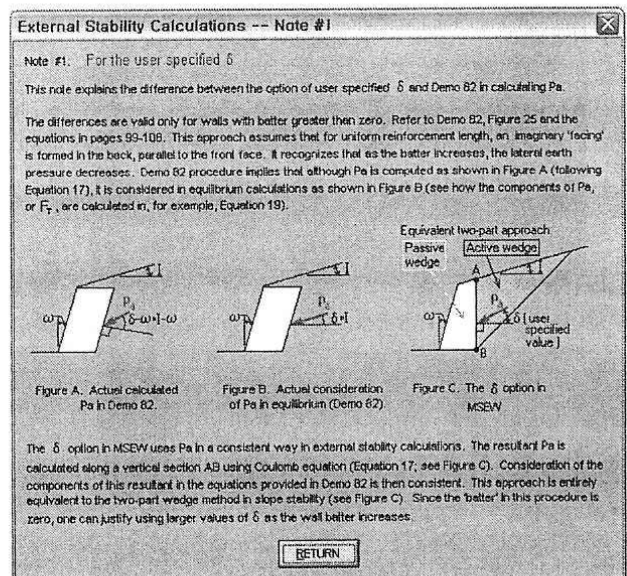 External Stability Calculations -- Note #1
Note #1: For the user specified δ
This note explains the difference between the option of user specified δ and Demo 82 in calculating Pa.
The differences are valid only for walls with batter greater than zero. Refer to Demo 82, Figure 25 and the
equations in pages 99-108. This approach assumes that for uniform reinforcement length, an imaginary 'facing'
is formed in the back, parallel to the front face. It recognizes that as the batter increases, the lateral earth
pressure decreases. Demo 82 procedure implies that although Pa is computed as shown in Figure A (following
Equation 17), it is considered in equilibrium calculations as shown in Figure B (see how the components of Pa,
or F_T, are calculated in, for example, Equation 19).
Equivalent two-part approach
Passive wedge
Active wedge
I
ω
Pa
δ-ω=I-ω
I
ω
Pa
δ=I
A
I
ω
Pa
δ [user
specified
value]
B
Figure A. Actual calculated
Pa in Demo 82.
Figure B. Actual consideration
of Pa in equilibrium (Demo 82).
Figure C. The δ option in
MSEW
The δ option in MSEW uses Pa in a consistent way in external stability calculations. The resultant Pa is
calculated along a vertical section AB using Coulomb equation (Equation 17; see Figure C). Consideration of the
components of this resultant in the equations provided in Demo 82 is then consistent. This approach is entirely
equivalent to the two-part wedge method in slope stability (see Figure C). Since the 'batter' in this procedure is
zero, one can justify using larger values of δ as the wall batter increases.
RETURN